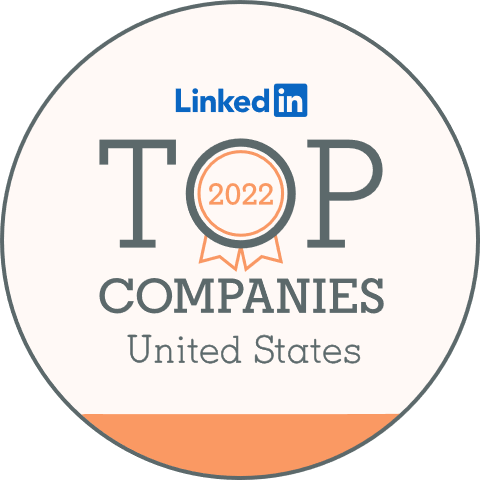 LinkedIn
TOP
2022
COMPANIES
United States